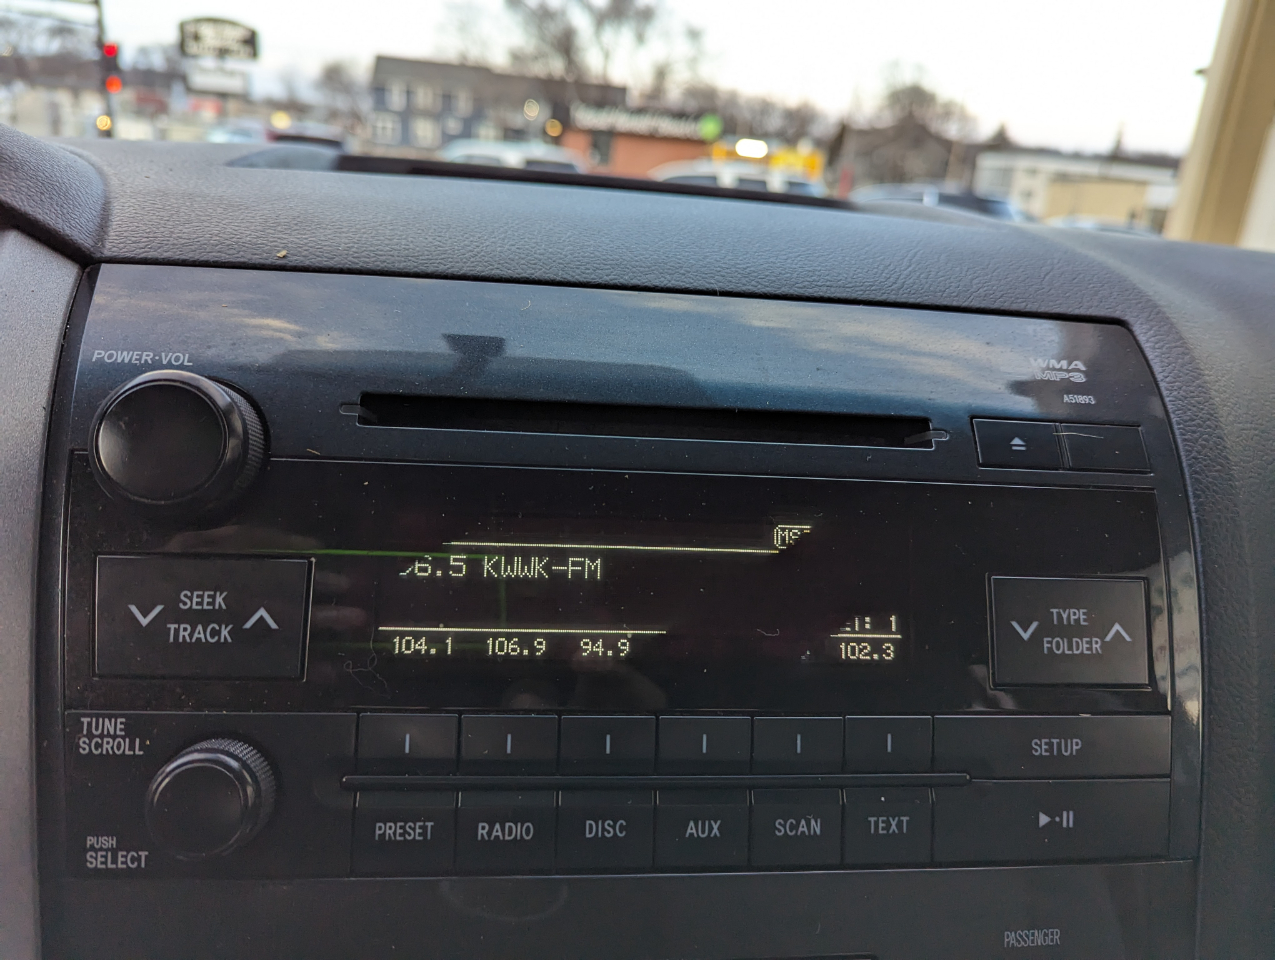 POWER·VOL
WMA
MP3
A51893
6.5 KWWK-FM
SEEK
TRACK
TYPE
FOLDER
: 1
104.1 106.9 94.9 102.3
TUNE
SCROLL
SETUP
PUSH
SELECT
PRESET RADIO DISC AUX SCAN TEXT
PASSENGER